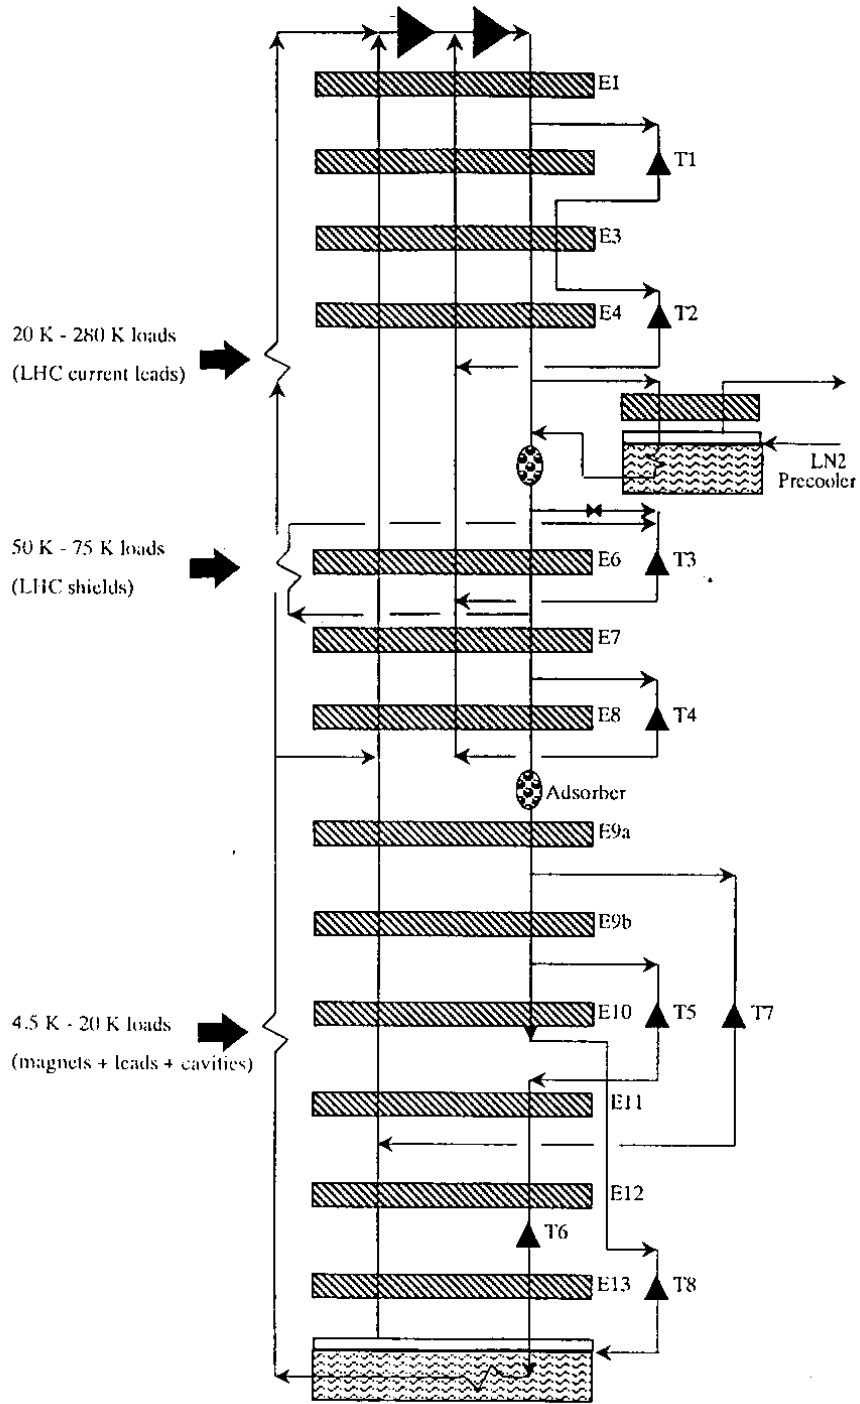 E1
T1
E3
20 K - 280 K loads
(LHC current leads)
E4
T2
LN2
Precooler
50 K - 75 K loads
(LHC shields)
E6
T3
E7
E8
T4
Adsorber
E9a
E9b
4.5 K - 20 K loads
(magnets + leads + cavities)
E10
T5
T7
E11
E12
T6
E13
T8